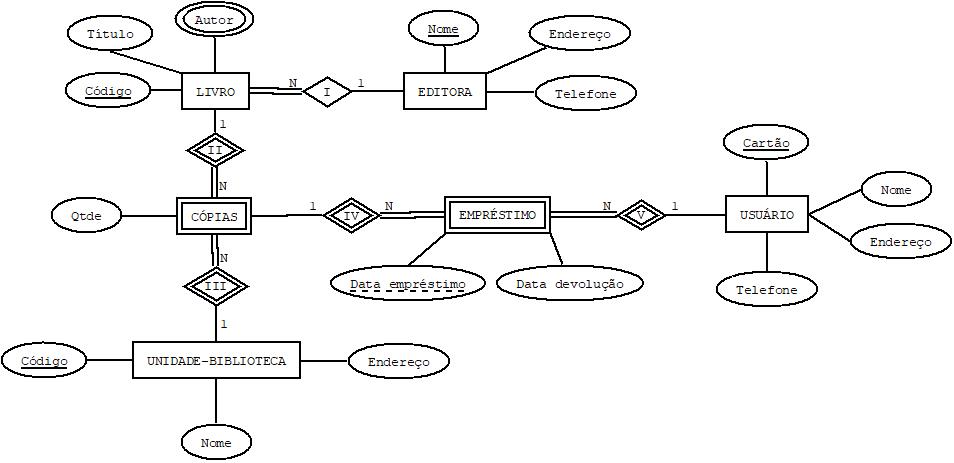 Autor
Título
Nome
Endereço
Código
LIVRO
N
I
1
EDITORA
Telefone
1
II
N
Cartão
Nome
Qtde
CÓPIAS
1
IV
N
EMPRÉSTIMO
N
V
1
USUÁRIO
Endereço
N
III
Data empréstimo
Data devolução
Telefone
1
Código
UNIDADE-BIBLIOTECA
Endereço
Nome